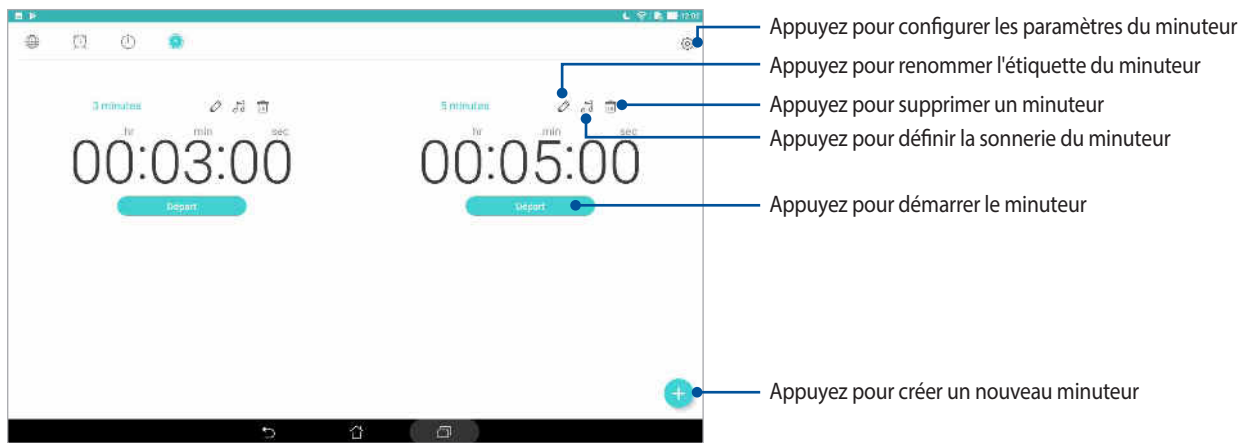 12:02
Appuyez pour configurer les paramètres du minuteur
Appuyez pour renommer l'étiquette du minuteur
Appuyez pour supprimer un minuteur
Appuyez pour définir la sonnerie du minuteur
3 minutes
5 minutes
hr min sec
hr min sec
00:03:00
00:05:00
Départ
Départ
Appuyez pour démarrer le minuteur
Appuyez pour créer un nouveau minuteur